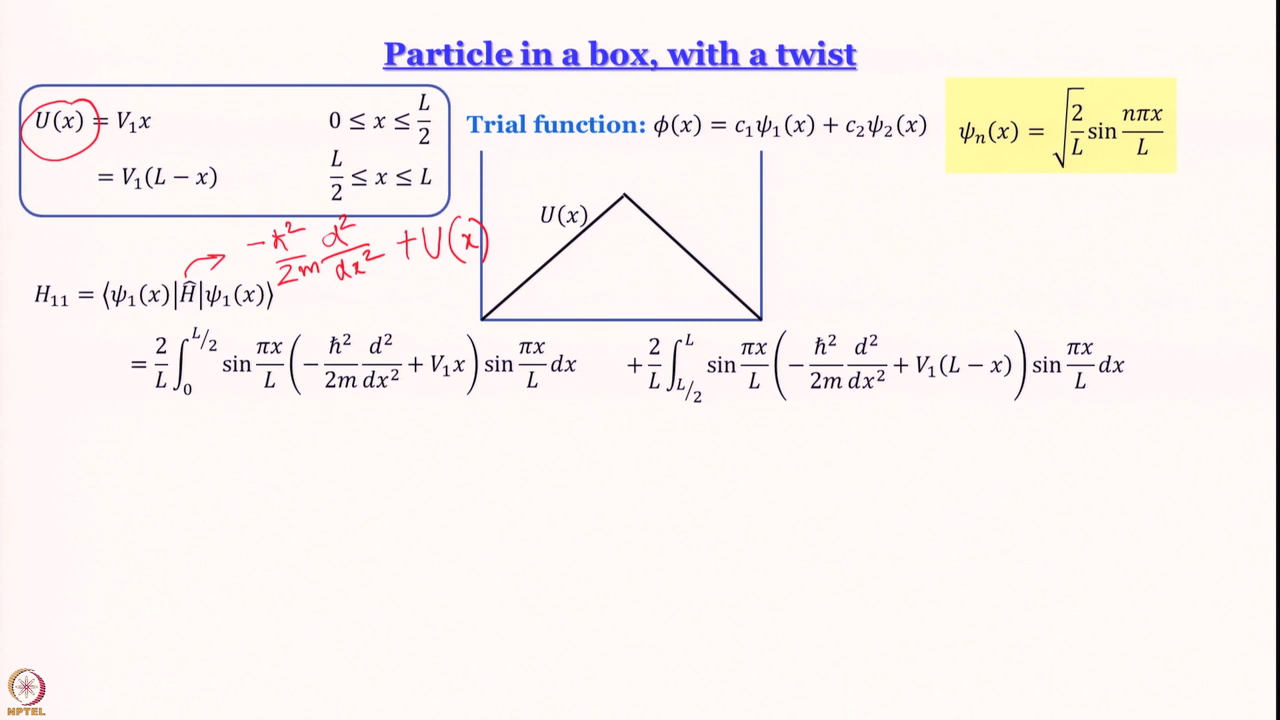 Particle in a box, with a twist
U(x) = V₁x 0 ≤ x ≤ L/2
= V₁(L − x) L/2 ≤ x ≤ L
Trial function: ϕ(x) = c₁ψ₁(x) + c₂ψ₂(x)
ψₙ(x) = √(2/L) sin nπx/L
U(x)
−ħ²/2m d²/dx² + U(x)
H₁₁ = ⟨ψ₁(x)|Ĥ|ψ₁(x)⟩
= 2/L ∫₀^{L/2} sin πx/L (−ħ²/2m d²/dx² + V₁x) sin πx/L dx + 2/L ∫_{L/2}^{L} sin πx/L (−ħ²/2m d²/dx² + V₁(L − x)) sin πx/L dx
NPTEL